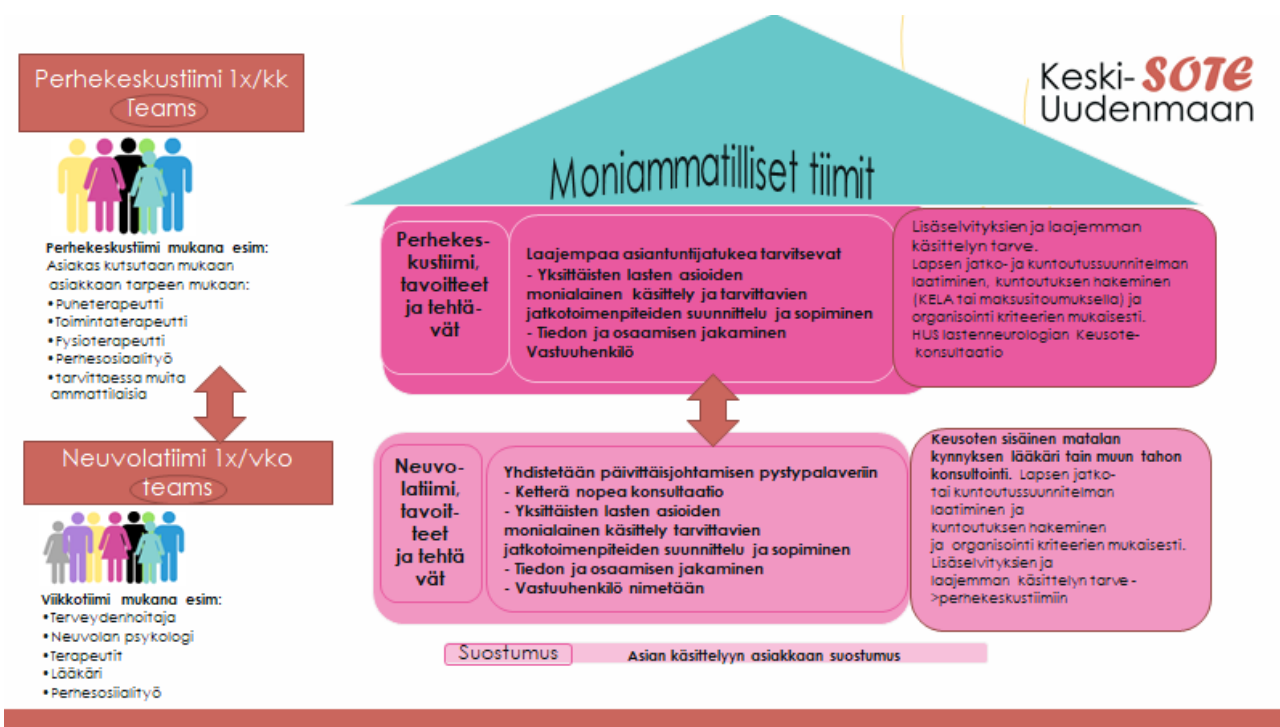 Perhekeskustiimi 1x/kk
Teams
Perhekeskustiimi mukana esim:
Asiakas kutsutaan mukaan
asiakkaan tarpeen mukaan:
•Puheterapeutti
•Toimintaterapeutti
•Fysioterapeutti
•Perhesosiaalityö
•tarvittaessa muita
ammattilaisia
Neuvolatiimi 1x/vko
teams
Viikkotiimi mukana esim:
•Terveydenhoitaja
•Neuvolan psykologi
•Terapeutit
•Lääkäri
•Perhesosiialityö
Keski-SOTE
Uudenmaan
Moniammatilliset tiimit
Perhekes-
kustiimi,
tavoitteet
ja tehtä-
vät
Laajempaa asiantuntijatukea tarvitsevat
- Yksittäisten lasten asioiden
monialainen käsittely ja tarvittavien
jatkotoimenpiteiden suunnittelu ja sopiminen
- Tiedon ja osaamisen jakaminen
Vastuuhenkilö
Lisäselvityksien ja laajemman
käsittelyn tarve.
Lapsen jatko- ja kuntoutussuunnitelman
laatiminen, kuntoutuksen hakeminen
(KELA tai maksusitoumuksella) ja
organisointi kriteerien mukaisesti.
HUS lastenneurologian Keusote-
konsultaatio
Neuvo-
latiimi,
tavoit-
teet
ja tehtä
vät
Yhdistetään päivittäisjohtamisen pystypalaveriin
- Ketterä nopea konsultaatio
- Yksittäisten lasten asioiden
monialainen käsittely tarvittavien
jatkotoimenpiteiden suunnittelu ja sopiminen
- Tiedon ja osaamisen jakaminen
- Vastuuhenkilö nimetään
Keusoten sisäinen matalan
kynnyksen lääkäri tain muun tahon
konsultointi. Lapsen jatko-
tai kuntoutussuunnitelman
laatiminen ja
kuntoutuksen hakeminen
ja organisointi kriteerien mukaisesti.
Lisäselvityksien ja
laajemman käsittelyn tarve -
>perhekeskustiimiin
Suostumus
Asian käsittelyyn asiakkaan suostumus